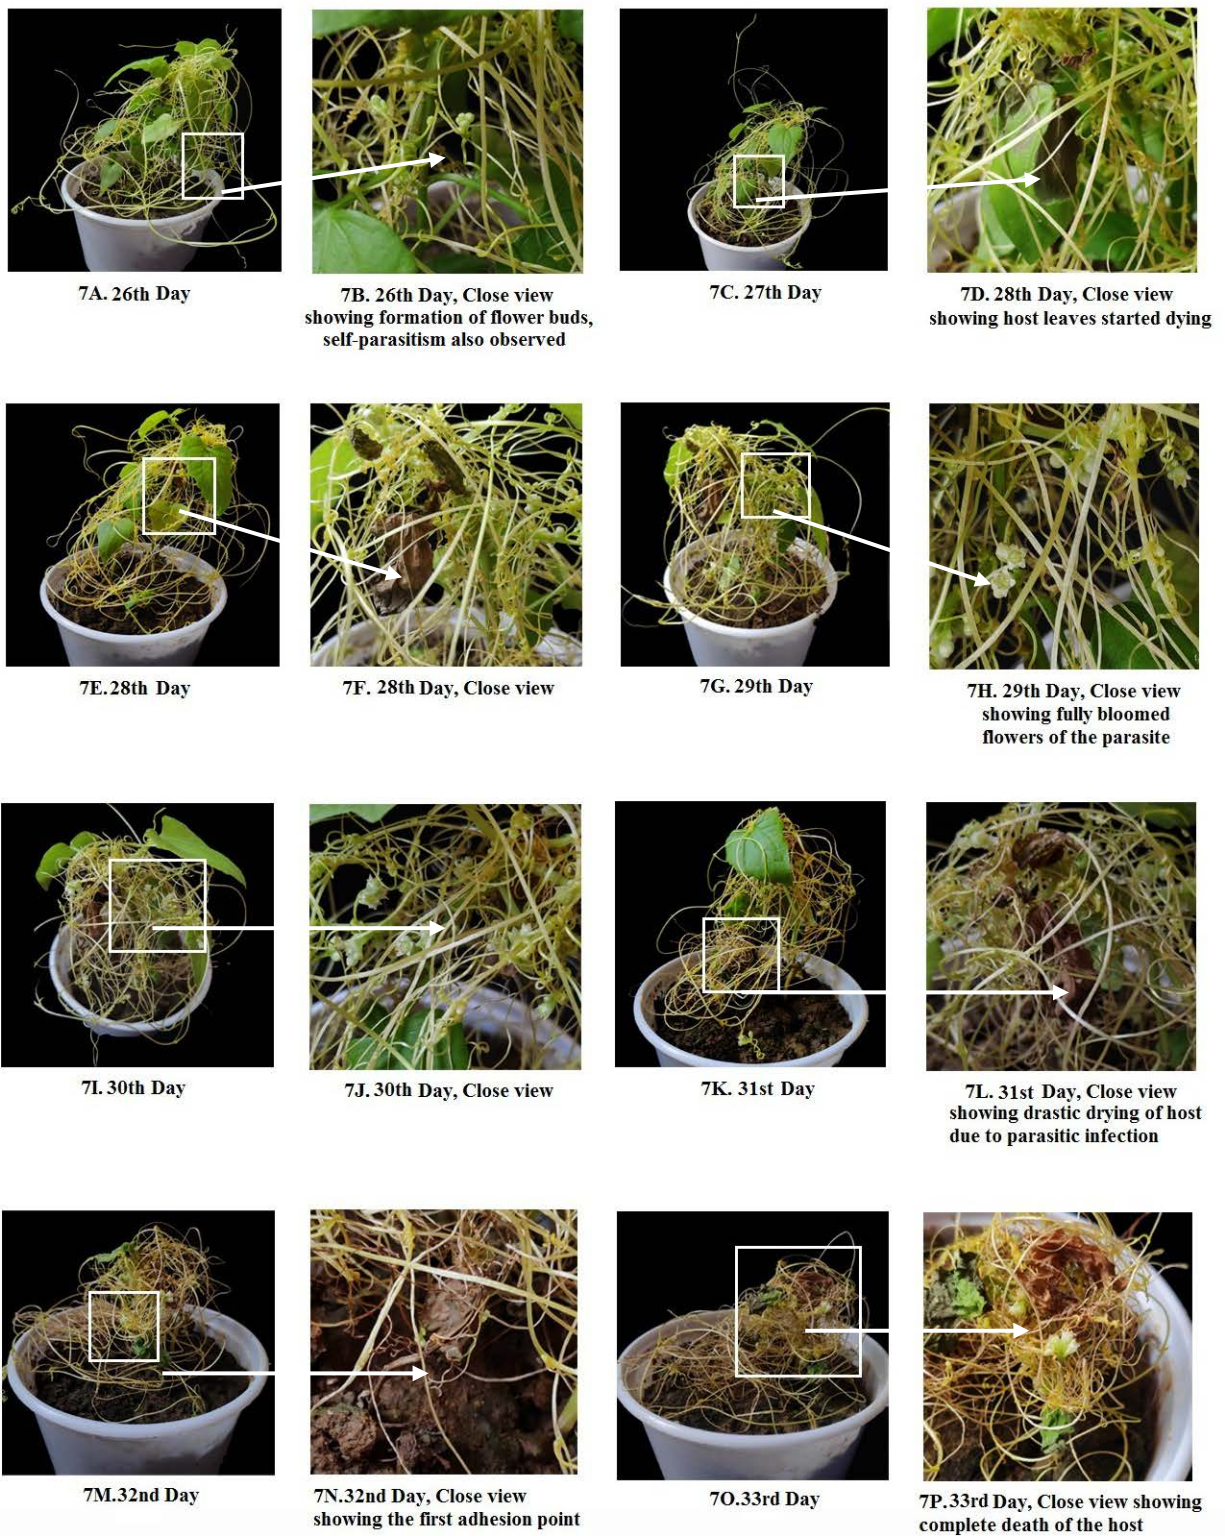 7A. 26th Day
7B. 26th Day, Close view
showing formation of flower buds,
self-parasitism also observed
7C. 27th Day
7D. 28th Day, Close view
showing host leaves started dying
7E.28th Day
7F. 28th Day, Close view
7G. 29th Day
7H. 29th Day, Close view
showing fully bloomed
flowers of the parasite
7I. 30th Day
7J. 30th Day, Close view
7K. 31st Day
7L. 31st Day, Close view
showing drastic drying of host
due to parasitic infection
7M.32nd Day
7N.32nd Day, Close view
showing the first adhesion point
7O.33rd Day
7P.33rd Day, Close view showing
complete death of the host